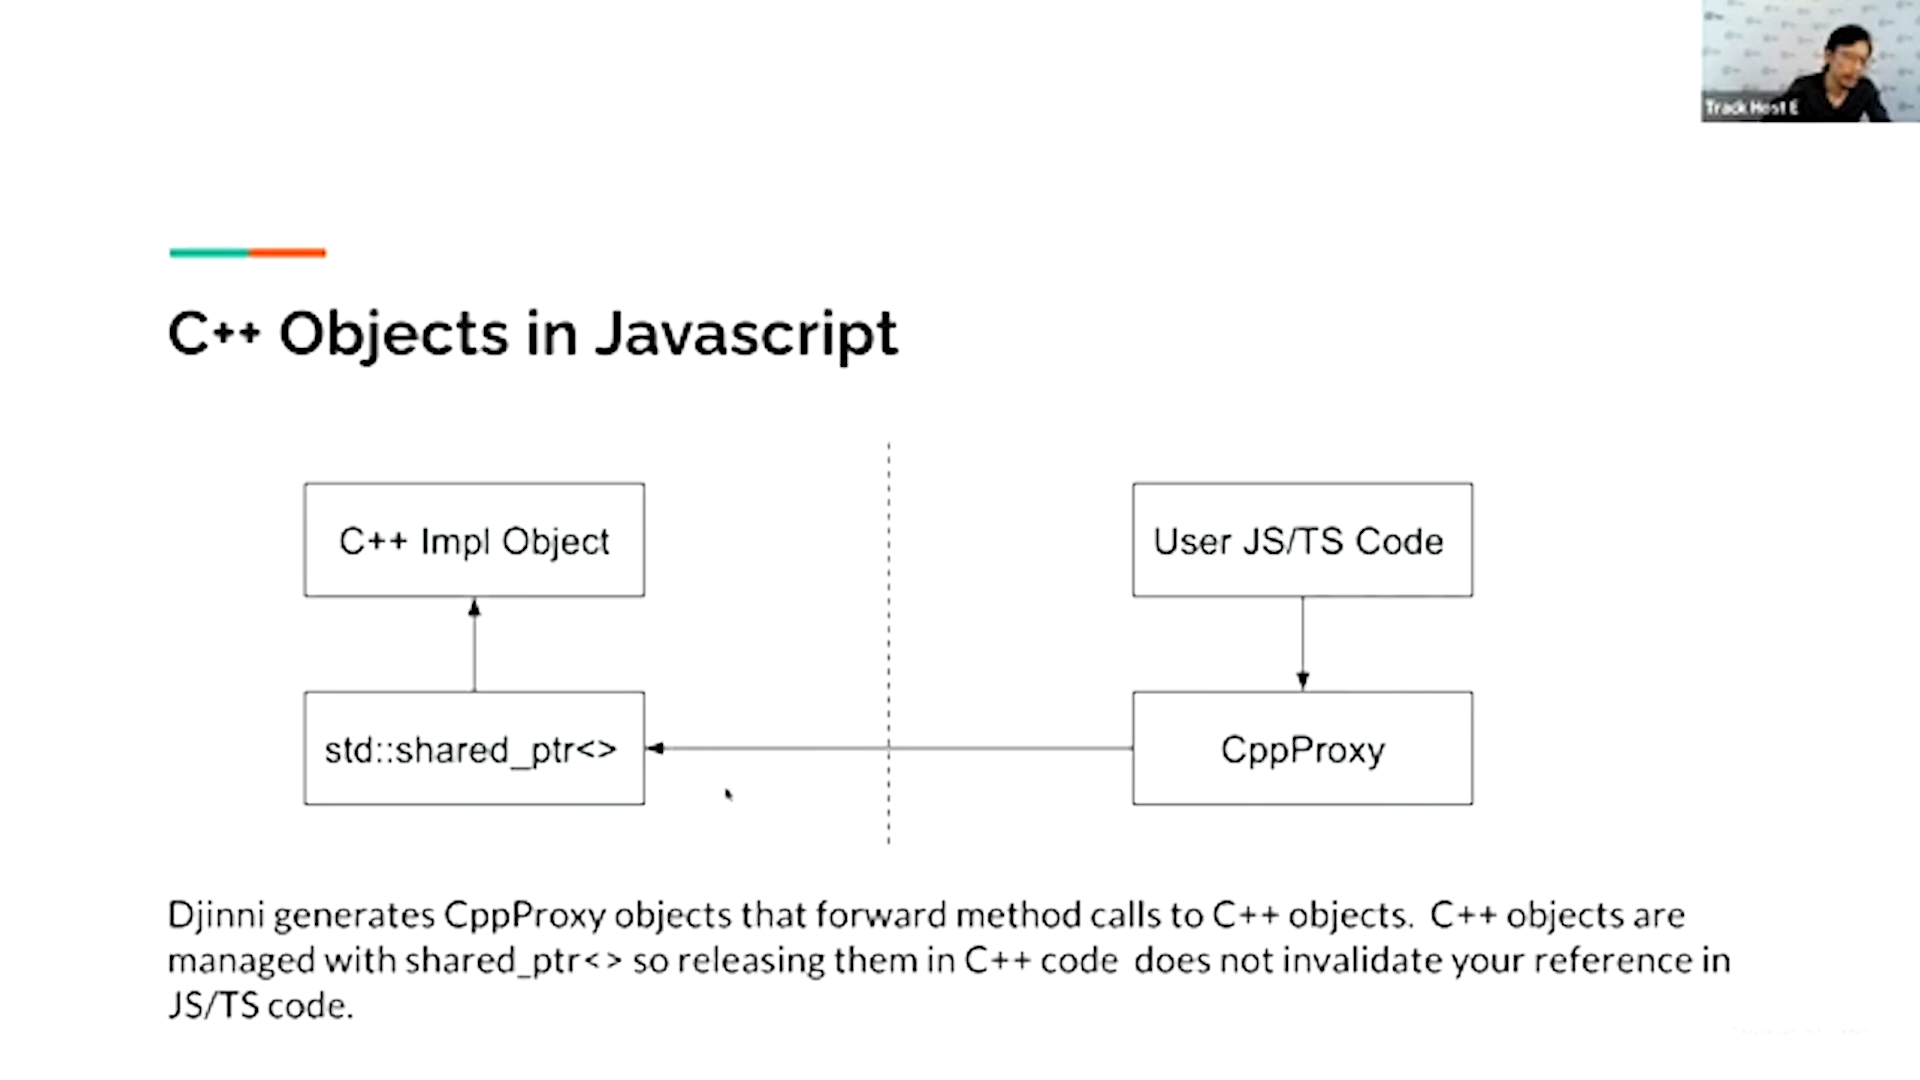 Track Host E
C++ Objects in Javascript
C++ Impl Object
User JS/TS Code
std::shared_ptr<>
CppProxy
Djinni generates CppProxy objects that forward method calls to C++ objects. C++ objects are
managed with shared_ptr<> so releasing them in C++ code does not invalidate your reference in
JS/TS code.